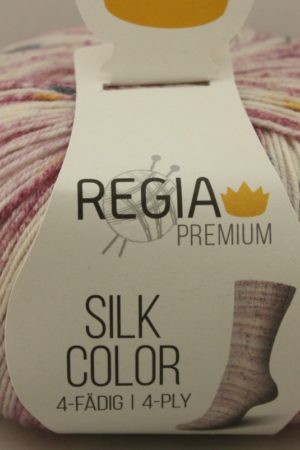 REGIA
PREMIUM
SILK
COLOR
4-FÄDIG | 4-PLY